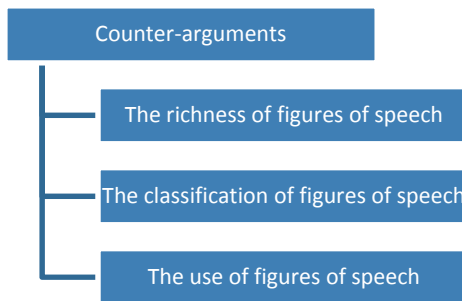 Counter-arguments
The richness of figures of speech
The classification of figures of speech
The use of figures of speech